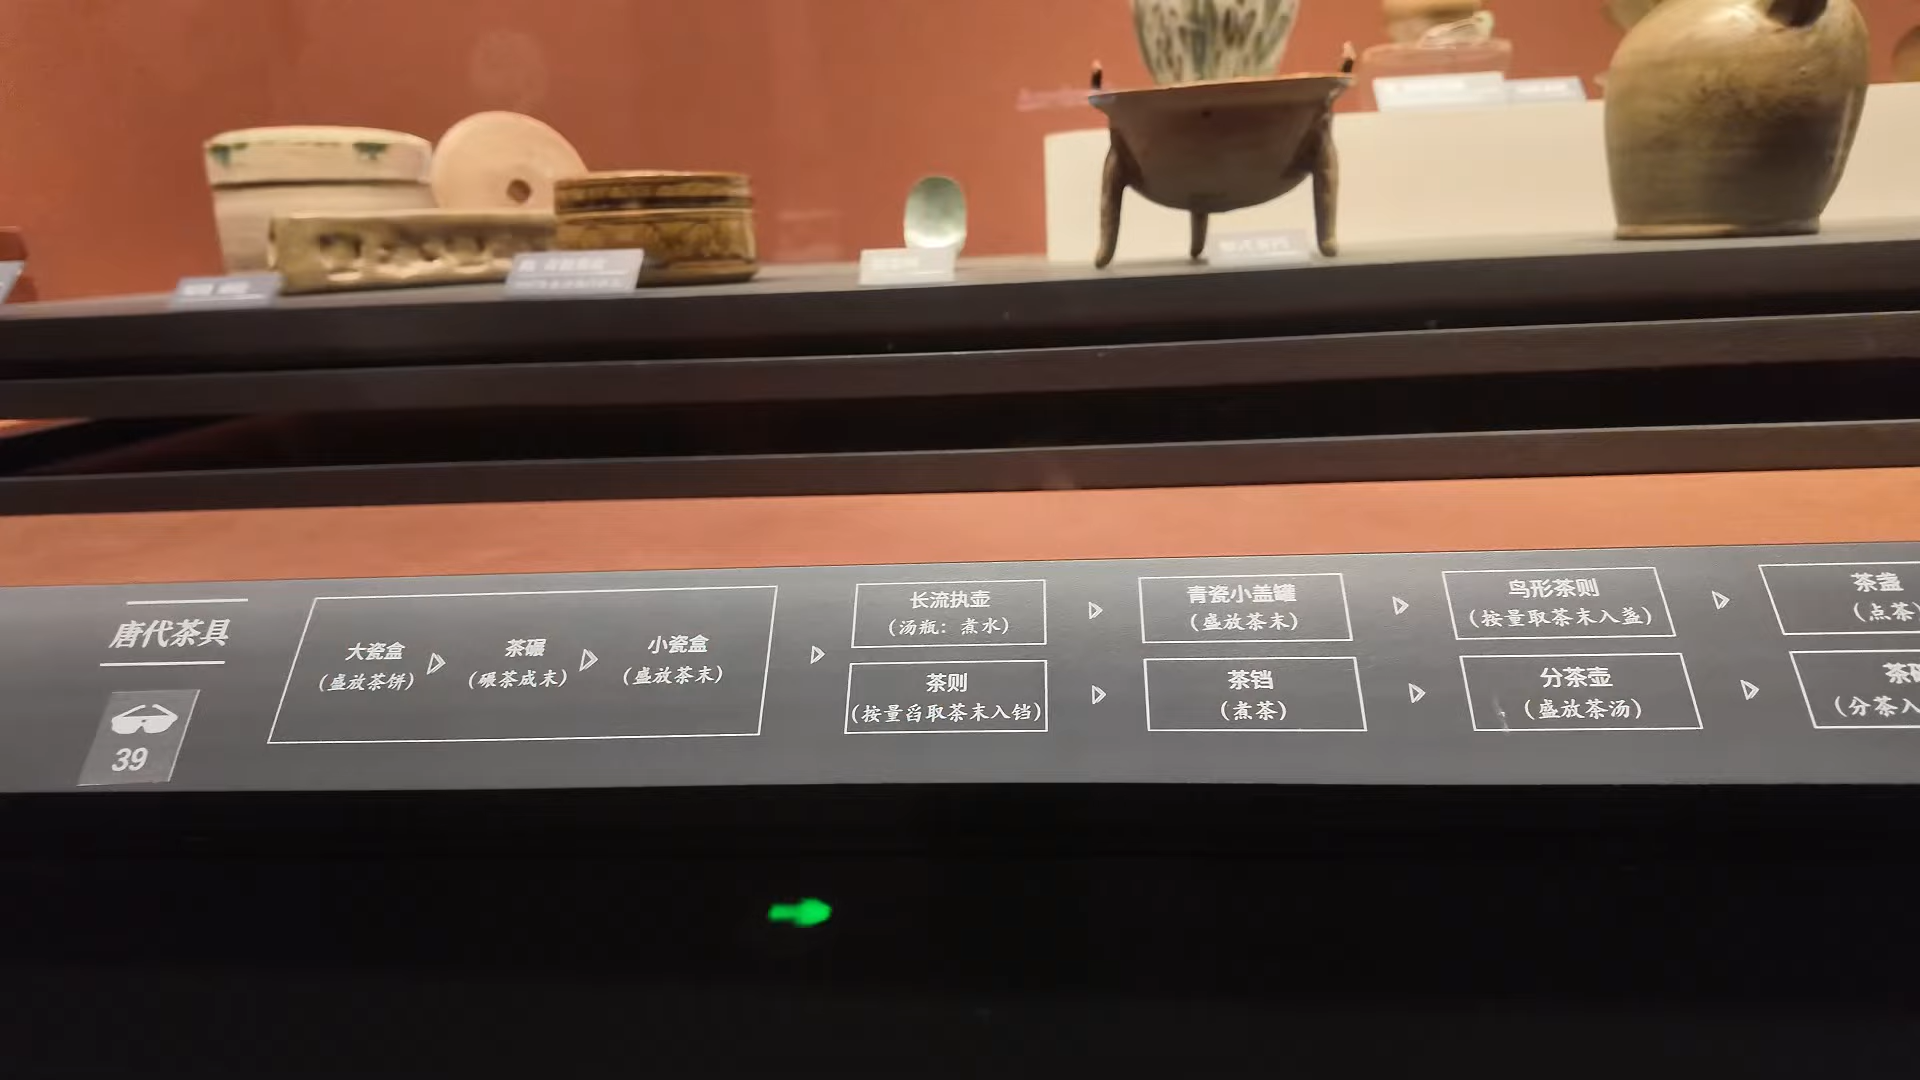 唐代茶具
39
大瓷盒
(盛放茶饼)
茶碾
(碾茶成末)
小瓷盒
(盛放茶末)
长流执壶
(汤瓶：煮水)
青瓷小盖罐
(盛放茶末)
鸟形茶则
(按量取茶末入盏)
茶盏
(点茶)
茶则
(按量舀取茶末入铛)
茶铛
(煮茶)
分茶壶
(盛放茶汤)
茶
(分茶入